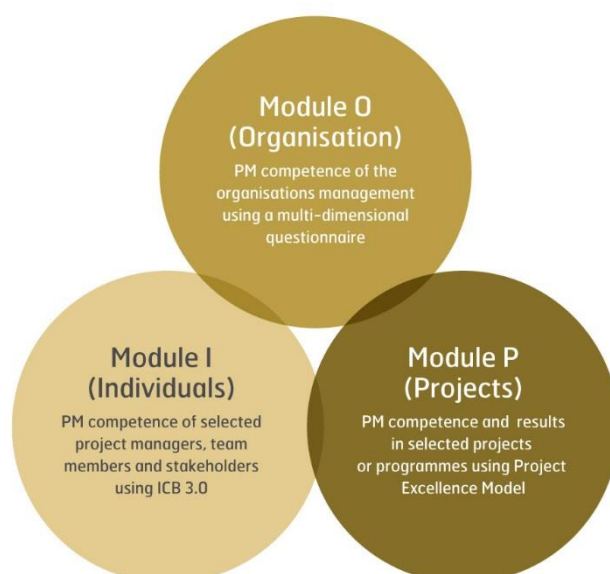 Module O
(Organisation)
PM competence of the
organisations management
using a multi-dimensional
questionnaire
Module I
(Individuals)
PM competence of selected
project managers, team
members and stakeholders
using ICB 3.0
Module P
(Projects)
PM competence and results
in selected projects
or programmes using Project
Excellence Model